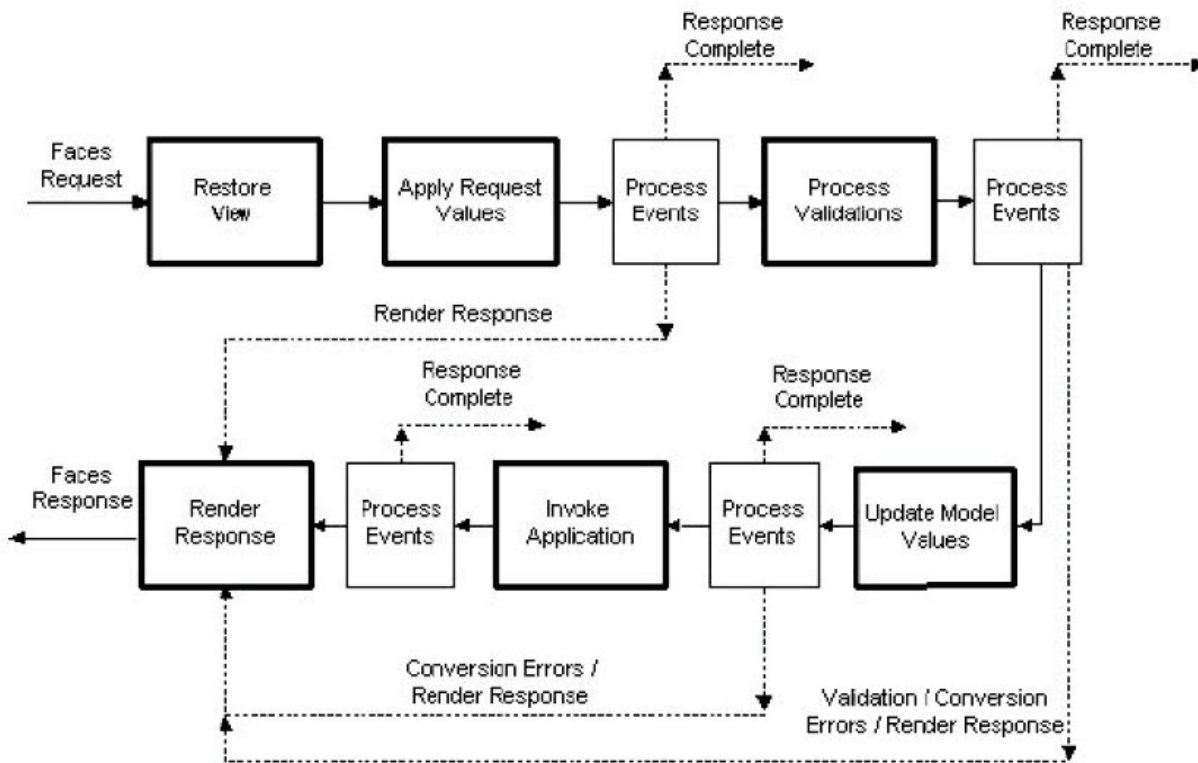 Response
Complete
Response
Complete
Faces
Request
Restore
View
Apply Request
Values
Process
Events
Process
Validations
Process
Events
Render Response
Response
Complete
Response
Complete
Faces
Response
Render
Response
Process
Events
Invoke
Application
Process
Events
Update Model
Values
Conversion Errors /
Render Response
Validation / Conversion
Errors / Render Response